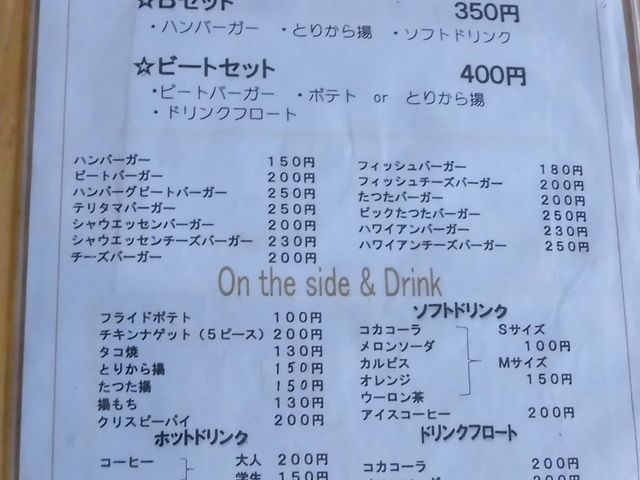 ☆Bセット 350円
・ハンバーガー ・とりから揚 ・ソフトドリンク
☆ビートセット 400円
・ビートバーガー ・ポテト or とりから揚
・ドリンクフロート
ハンバーガー 150円
ビートバーガー 200円
ハンバーグビートバーガー 250円
テリタマバーガー 250円
シャウエッセンバーガー 200円
シャウエッセンチーズバーガー 230円
チーズバーガー 200円
フィッシュバーガー 180円
フィッシュチーズバーガー 200円
たつたバーガー 200円
ビックたつたバーガー 250円
ハワイアンバーガー 230円
ハワイアンチーズバーガー 250円
On the side & Drink
フライドポテト 100円
チキンナゲット（5ピース）200円
タコ焼 130円
とりから揚 150円
たつた揚 150円
揚もち 130円
クリスピーパイ 200円
ソフトドリンク
コカコーラ Sサイズ
メロンソーダ 100円
カルピス Mサイズ
オレンジ 150円
ウーロン茶
アイスコーヒー 200円
ホットドリンク
コーヒー 大人 200円
学生 150円
ドリンクフロート
コカコーラ 200円
200円